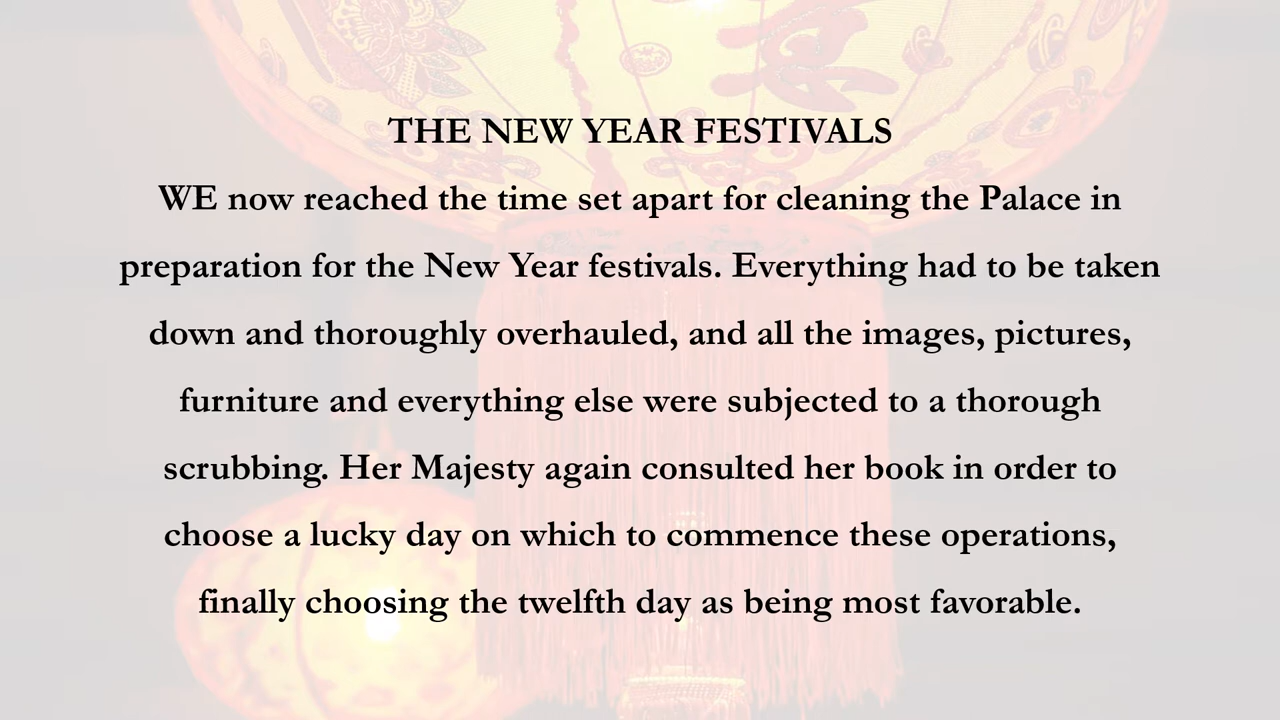 THE NEW YEAR FESTIVALS
WE now reached the time set apart for cleaning the Palace in
preparation for the New Year festivals. Everything had to be taken
down and thoroughly overhauled, and all the images, pictures,
furniture and everything else were subjected to a thorough
scrubbing. Her Majesty again consulted her book in order to
choose a lucky day on which to commence these operations,
finally choosing the twelfth day as being most favorable.